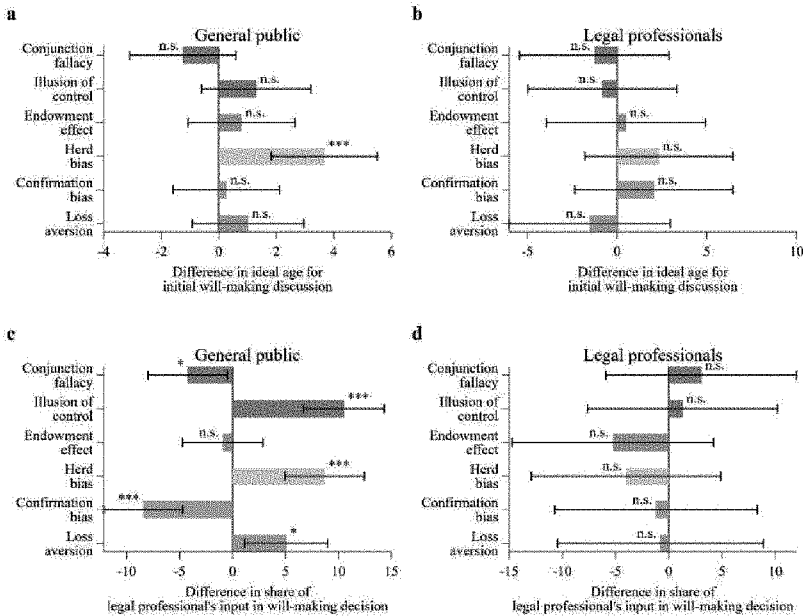 a
General public
Conjunction
fallacy
n.s.
Illusion of
control
n.s.
Endowment
effect
n.s.
Herd
bias
***
Confirmation
bias
n.s.
Loss
aversion
n.s.
-4
-2
0
2
4
6
Difference in ideal age for
initial will-making discussion
b
Legal professionals
Conjunction
fallacy
n.s.
Illusion of
control
n.s.
Endowment
effect
n.s.
Herd
bias
n.s.
Confirmation
bias
n.s.
Loss
aversion
n.s.
-5
0
5
10
Difference in ideal age for
initial will-making discussion
c
General public
Conjunction
fallacy
*
Illusion of
control
***
Endowment
effect
n.s.
Herd
bias
***
Confirmation
bias
***
Loss
aversion
*
-10
-5
0
5
10
15
Difference in share of
legal professional's input in will-making decision
d
Legal professionals
Conjunction
fallacy
n.s.
Illusion of
control
n.s.
Endowment
effect
n.s.
Herd
bias
n.s.
Confirmation
bias
n.s.
Loss
aversion
n.s.
-15
-10
-5
0
5
10
Difference in share of
legal professional's input in will-making decision